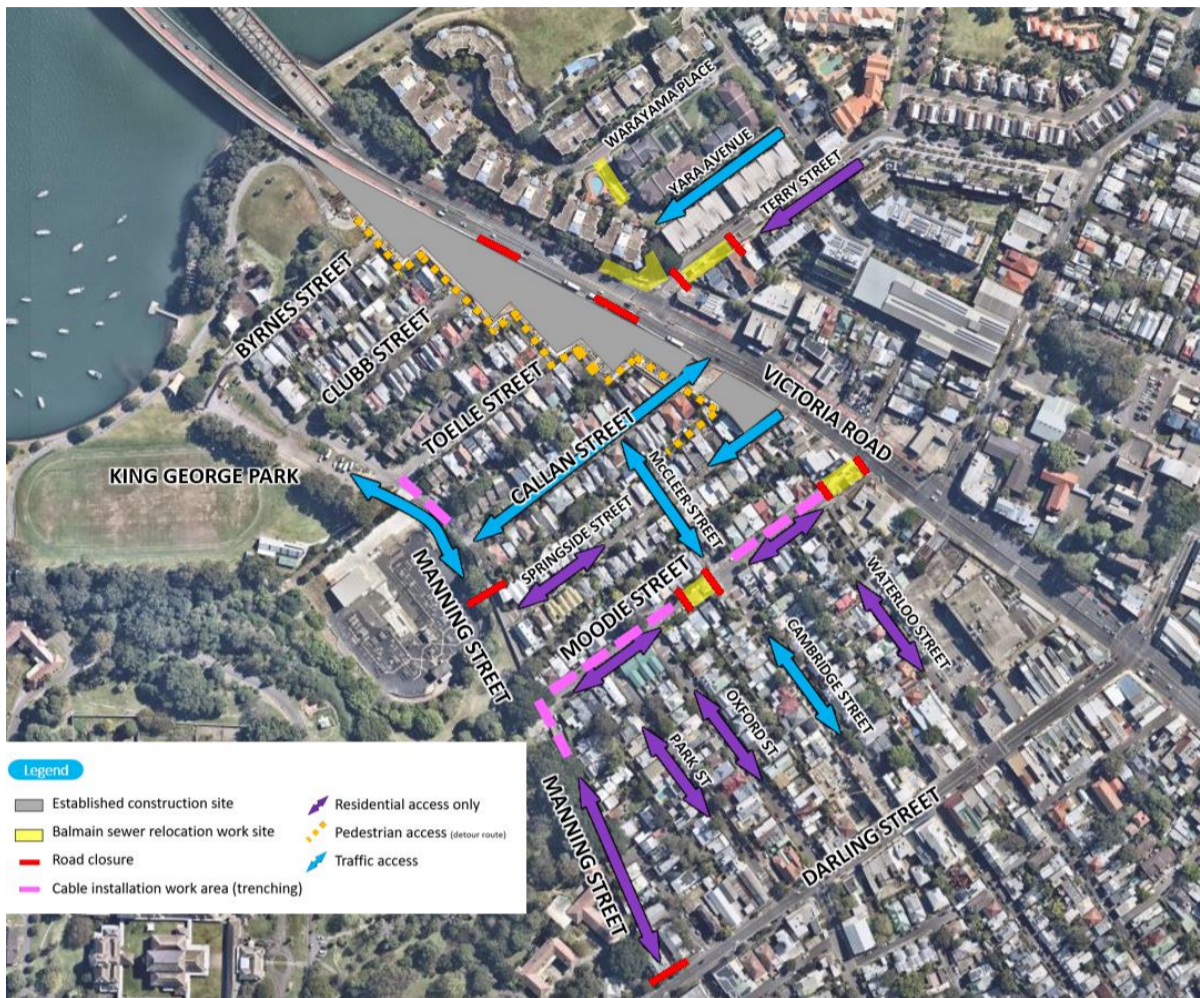 WARAYAMA PLACE
YARA AVENUE
TERRY STREET
BYRNES STREET
CLUBB STREET
TOELLE STREET
VICTORIA ROAD
CALLAN STREET
McCLEER STREET
KING GEORGE PARK
SPRINGSIDE STREET
MANNING STREET
MOODIE STREET
WATERLOO STREET
CAMBRIDGE STREET
OXFORD ST
PARK ST
MANNING STREET
DARLING STREET
Legend
Established construction site
Balmain sewer relocation work site
Road closure
Cable installation work area (trenching)
Residential access only
Pedestrian access (detour route)
Traffic access